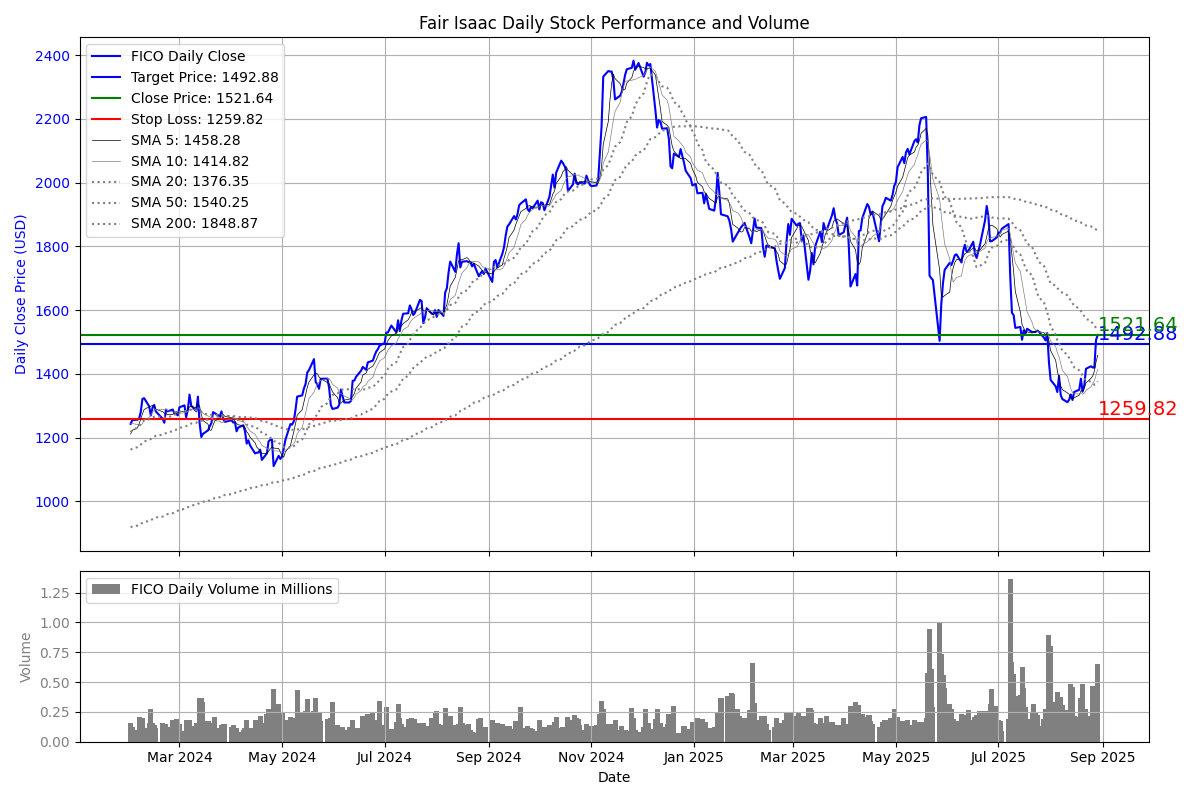 Fair Isaac Daily Stock Performance and Volume
FICO Daily Close
Target Price: 1492.88
Close Price: 1521.64
Stop Loss: 1259.82
SMA 5: 1458.28
SMA 10: 1414.82
SMA 20: 1376.35
SMA 50: 1540.25
SMA 200: 1848.87
Daily Close Price (USD)
2400
2200
2000
1800
1600
1400
1200
1000
1521.64
1492.88
1259.82
FICO Daily Volume in Millions
Volume
1.25
1.00
0.75
0.50
0.25
0.00
Mar 2024 May 2024 Jul 2024 Sep 2024 Nov 2024 Jan 2025 Mar 2025 May 2025 Jul 2025 Sep 2025
Date